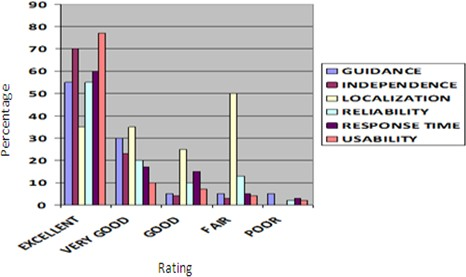 90
80
70
60
50
40
30
20
10
0
Percentage
EXCELLENT
VERY GOOD
GOOD
FAIR
POOR
Rating
GUIDANCE
INDEPENDENCE
LOCALIZATION
RELIABILITY
RESPONSE TIME
USABILITY